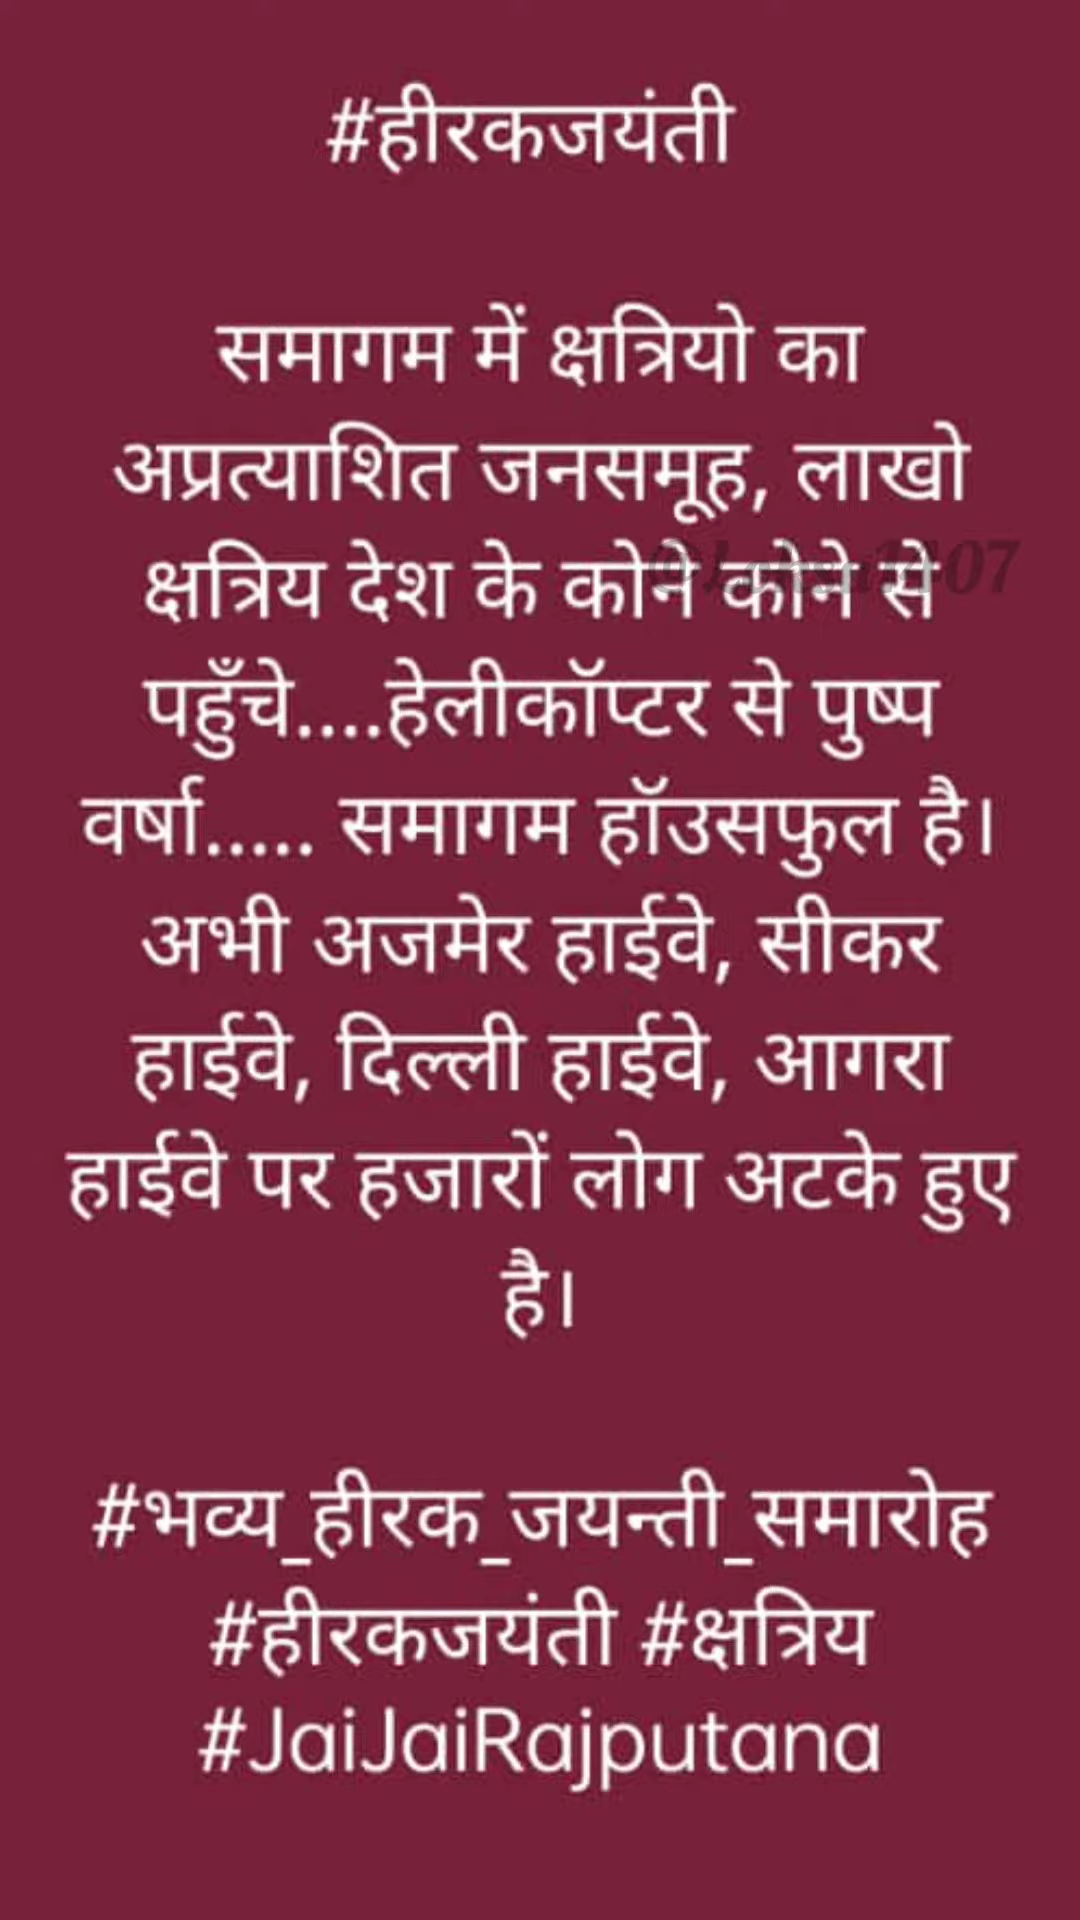 #हीरकजयंती
समागम में क्षत्रियो का
अप्रत्याशित जनसमूह, लाखो
क्षत्रिय देश के कोने कोने से
पहुँचे....हेलीकॉप्टर से पुष्प
वर्षा..... समागम हॉउसफुल है।
अभी अजमेर हाईवे, सीकर
हाईवे, दिल्ली हाईवे, आगरा
हाईवे पर हजारों लोग अटके हुए
है।
#भव्य_हीरक_जयन्ती_समारोह
#हीरकजयंती #क्षत्रिय
#JaiJaiRajputana